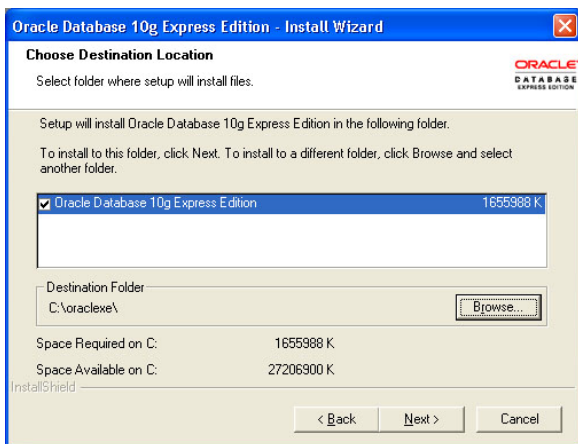 Oracle Database 10g Express Edition - Install Wizard
Choose Destination Location
Select folder where setup will install files.
ORACLE
DATABASE
EXPRESS EDITION
Setup will install Oracle Database 10g Express Edition in the following folder.
To install to this folder, click Next. To install to a different folder, click Browse and select
another folder.
Oracle Database 10g Express Edition 1655988 K
Destination Folder
C:\oraclexe\
Browse...
Space Required on C: 1655988 K
Space Available on C: 27206900 K
InstallShield
< Back Next > Cancel